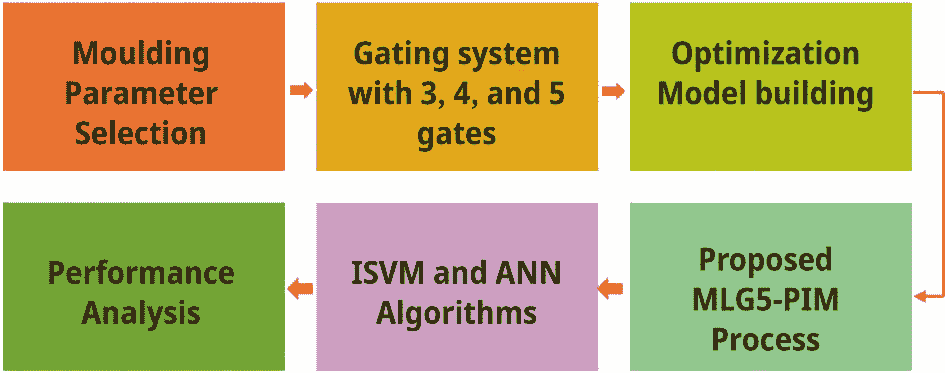 Moulding
Parameter
Selection
Gating system
with 3, 4, and 5
gates
Optimization
Model building
Proposed
MLG5-PIM
Process
ISVM and ANN
Algorithms
Performance
Analysis